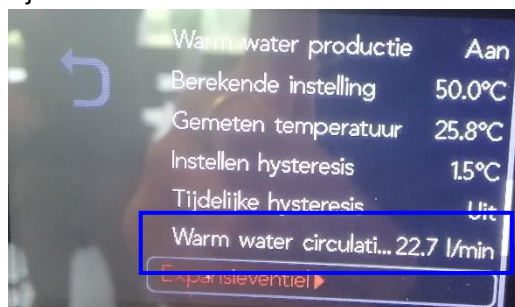 Warm water productie Aan
Berekende instelling 50.0°C
Gemeten temperatuur 25.8°C
Instellen hysteresis 1.5°C
Tijdelijke hysteresis Uit
Warm water circulati... 22.7 l/min
Expansieventiel